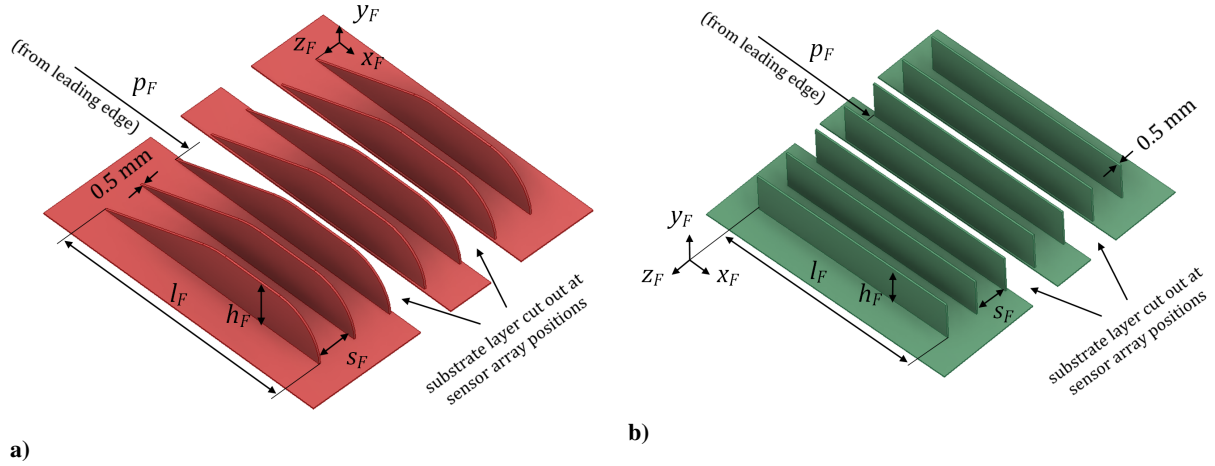 y_F
z_F
x_F
p_F
(from leading edge)
0.5 mm
l_F
h_F
s_F
substrate layer cut out at
sensor array positions
a)
p_F
(from leading edge)
0.5 mm
y_F
z_F
x_F
l_F
h_F
s_F
substrate layer cut out at
sensor array positions
b)